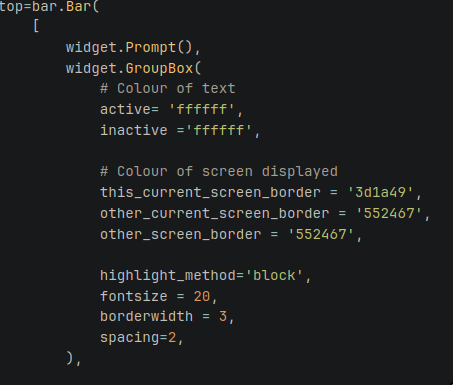 top=bar.Bar(
    [
        widget.Prompt(),
        widget.GroupBox(
            # Colour of text
            active= 'ffffff',
            inactive ='ffffff',

            # Colour of screen displayed
            this_current_screen_border = '3d1a49',
            other_current_screen_border = '552467',
            other_screen_border = '552467',

            highlight_method='block',
            fontsize = 20,
            borderwidth = 3,
            spacing=2,
        ),